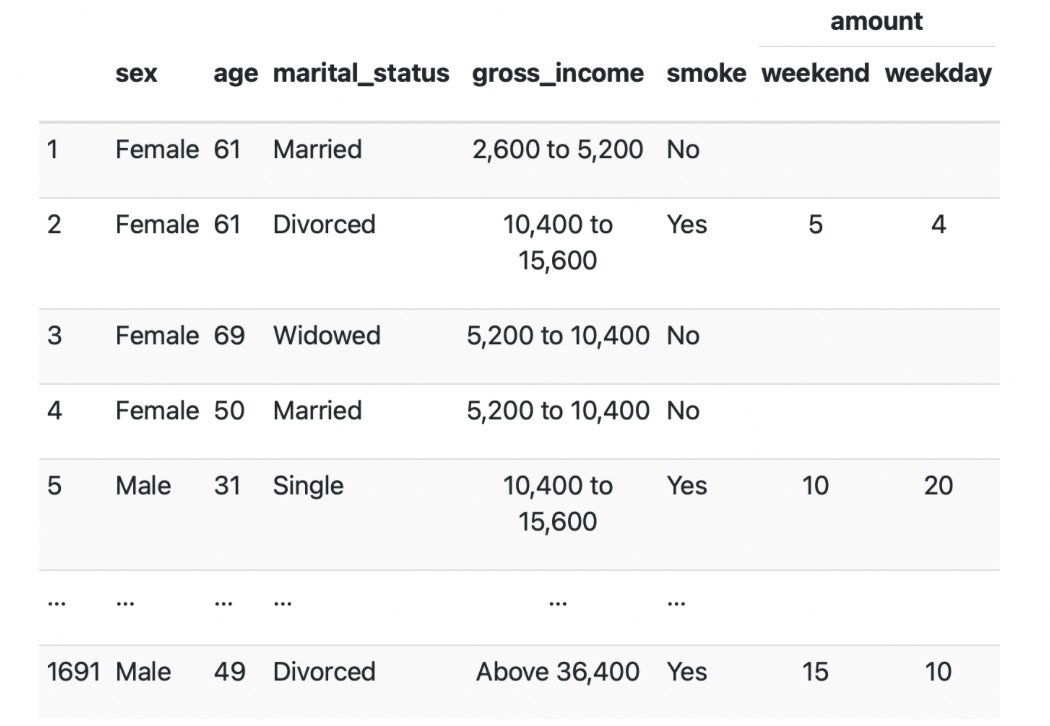 amount
sex age marital_status gross_income smoke weekend weekday
1 Female 61 Married 2,600 to 5,200 No
2 Female 61 Divorced 10,400 to 15,600 Yes 5 4
3 Female 69 Widowed 5,200 to 10,400 No
4 Female 50 Married 5,200 to 10,400 No
5 Male 31 Single 10,400 to 15,600 Yes 10 20
... ... ... ... ... ...
1691 Male 49 Divorced Above 36,400 Yes 15 10